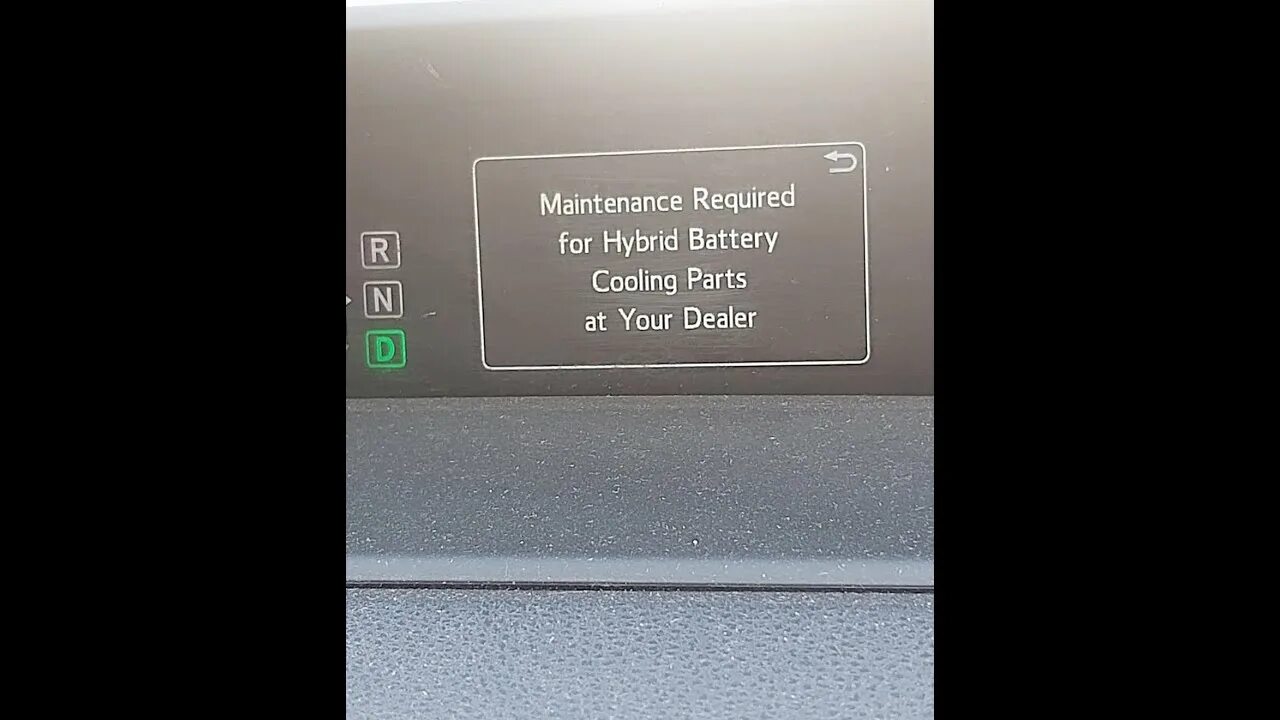 Maintenance Required
for Hybrid Battery
Cooling Parts
at Your Dealer
R
N
D